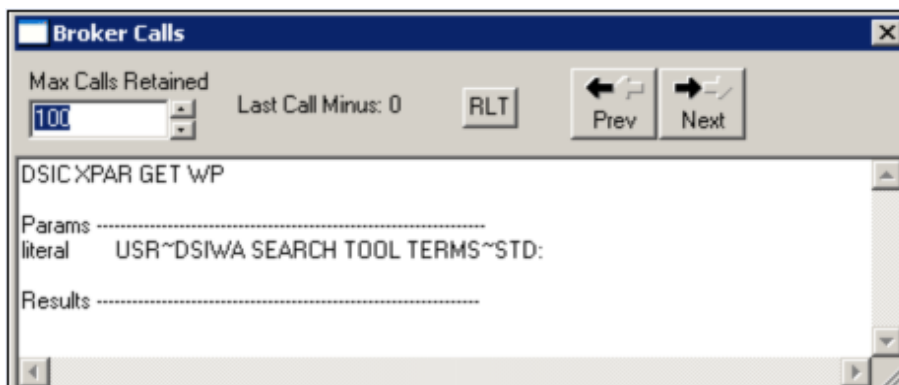 Broker Calls
Max Calls Retained
100
Last Call Minus: 0
RLT
Prev
Next
DSIC XPAR GET WP
Params -----------------------------------------------------------------
literal USR~DSIWA SEARCH TOOL TERMS~STD:
Results -----------------------------------------------------------------